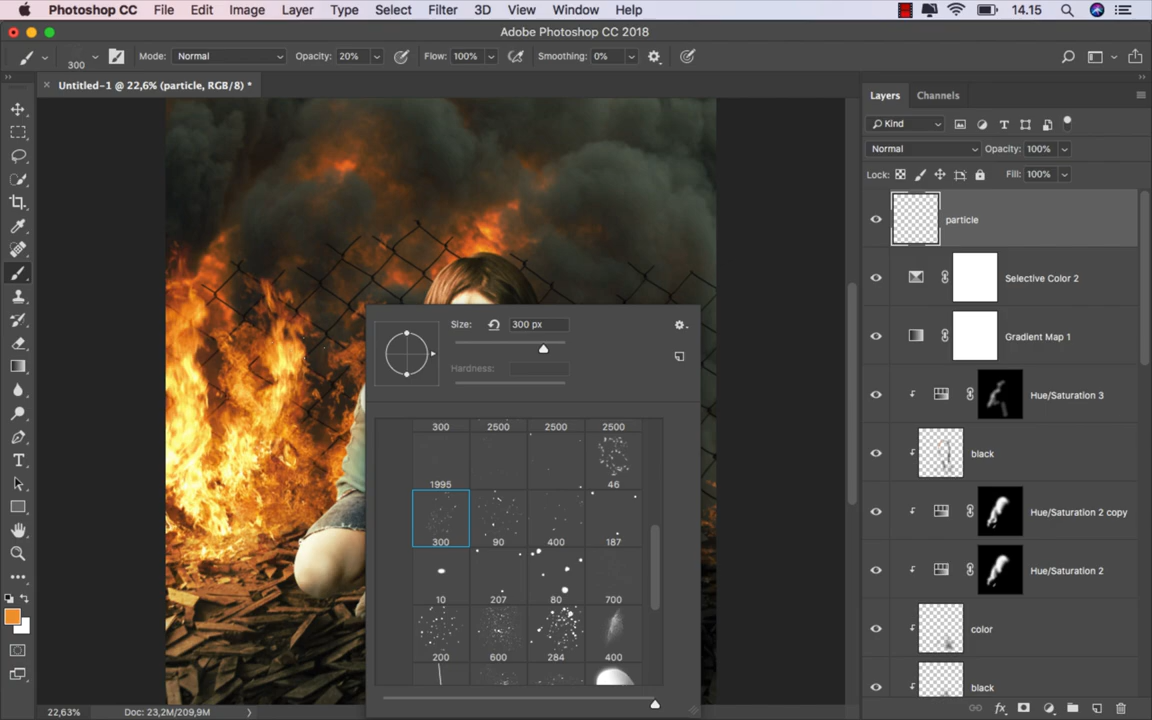 Photoshop CC File Edit Image Layer Type Select Filter 3D View Window Help 14.15
Adobe Photoshop CC 2018
300 Mode: Normal Opacity: 20% Flow: 100% Smoothing: 0%
Untitled-1 @ 22,6% (particle, RGB/8) *
Layers Channels
Kind
Normal Opacity: 100%
Lock: Fill: 100%
particle
Selective Color 2
Gradient Map 1
Hue/Saturation 3
black
Hue/Saturation 2 copy
Hue/Saturation 2
color
black
Size: 300 px
Hardness:
300 2500 2500 2500
1995 46
300 90 400 187
10 207 80 700
200 600 284 400
22,63% Doc: 23,2M/209,9M